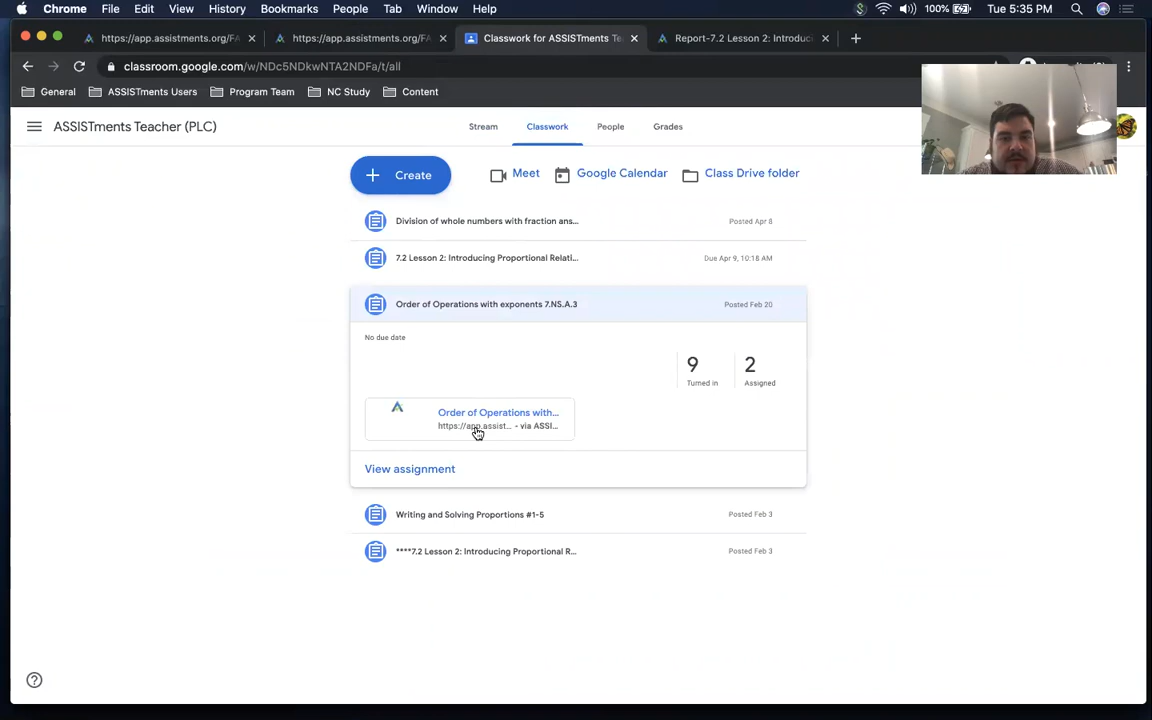 Chrome File Edit View History Bookmarks People Tab Window Help 100% Tue 5:35 PM
https://app.assistments.org/FA × https://app.assistments.org/FA × Classwork for ASSISTments Te × Report-7.2 Lesson 2: Introduc × +
classroom.google.com/w/NDc5NDkwNTA2NDFa/t/all
General ASSISTments Users Program Team NC Study Content
ASSISTments Teacher (PLC) Stream Classwork People Grades
+ Create Meet Google Calendar Class Drive folder
Division of whole numbers with fraction ans... Posted Apr 8
7.2 Lesson 2: Introducing Proportional Relati... Due Apr 9, 10:18 AM
Order of Operations with exponents 7.NS.A.3 Posted Feb 20
No due date
9 2
Turned in Assigned
Order of Operations with...
https://app.assist... - via ASSI...
View assignment
Writing and Solving Proportions #1-5 Posted Feb 3
****7.2 Lesson 2: Introducing Proportional R... Posted Feb 3